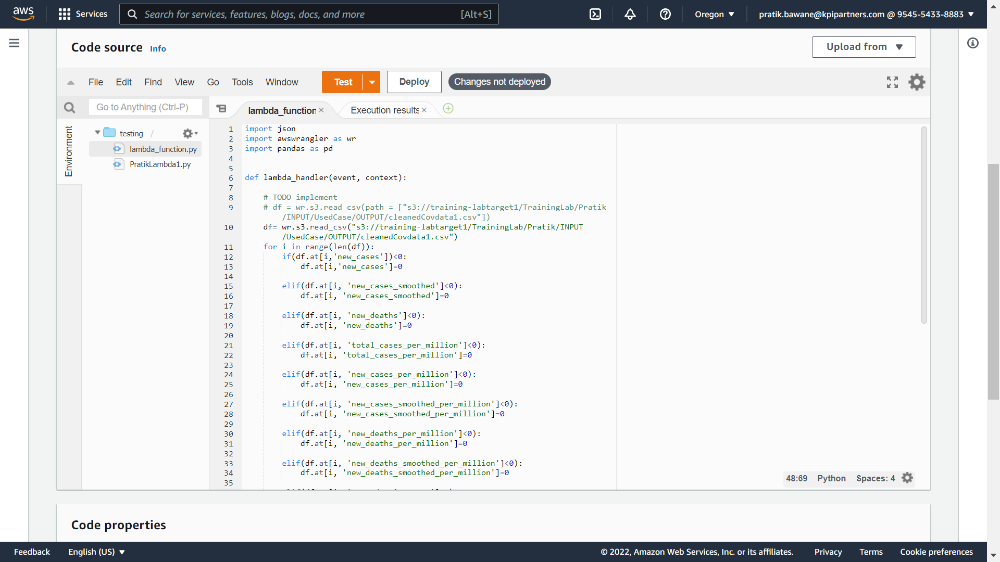 aws
Services
Search for services, features, blogs, docs, and more [Alt+S]
Oregon
pratik.bawane@kpipartners.com @ 9545-5433-8883
Code source Info
Upload from
File Edit Find View Go Tools Window
Test
Deploy
Changes not deployed
Go to Anything (Ctrl-P)
lambda_function
Execution results
Environment
testing - /
lambda_function.py
PratikLambda1.py
1 import json
2 import awswrangler as wr
3 import pandas as pd
4
5
6 def lambda_handler(event, context):
7
8 # TODO implement
9 # df = wr.s3.read_csv(path = ["s3://training-labtarget1/TrainingLab/Pratik
/INPUT/UsedCase/OUTPUT/cleanedCovdata1.csv"])
10 df= wr.s3.read_csv("s3://training-labtarget1/TrainingLab/Pratik/INPUT
/UsedCase/OUTPUT/cleanedCovdata1.csv")
11 for i in range(len(df)):
12 if(df.at[i,'new_cases'])<0:
13 df.at[i,'new_cases']=0
14
15 elif(df.at[i, 'new_cases_smoothed']<0):
16 df.at[i, 'new_cases_smoothed']=0
17
18 elif(df.at[i, 'new_deaths']<0):
19 df.at[i, 'new_deaths']=0
20
21 elif(df.at[i, 'total_cases_per_million']<0):
22 df.at[i, 'total_cases_per_million']=0
23
24 elif(df.at[i, 'new_cases_per_million']<0):
25 df.at[i, 'new_cases_per_million']=0
26
27 elif(df.at[i, 'new_cases_smoothed_per_million']<0):
28 df.at[i, 'new_cases_smoothed_per_million']=0
29
30 elif(df.at[i, 'new_deaths_per_million']<0):
31 df.at[i, 'new_deaths_per_million']=0
32
33 elif(df.at[i, 'new_deaths_smoothed_per_million']<0):
34 df.at[i, 'new_deaths_smoothed_per_million']=0
35
48:69 Python Spaces: 4
Code properties
Feedback English (US)
© 2022, Amazon Web Services, Inc. or its affiliates. Privacy Terms Cookie preferences